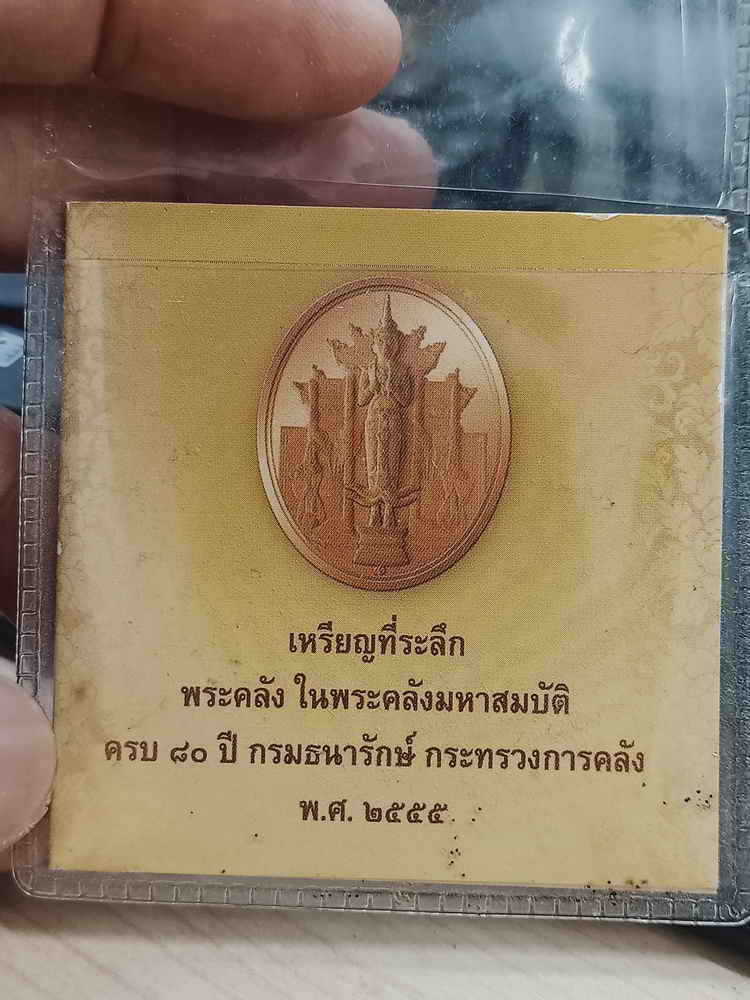 เหรียญที่ระลึก
พระคลัง ในพระคลังมหาสมบัติ
ครบ ๘๐ ปี กรมธนารักษ์ กระทรวงการคลัง
พ.ศ. ๒๕๕๕